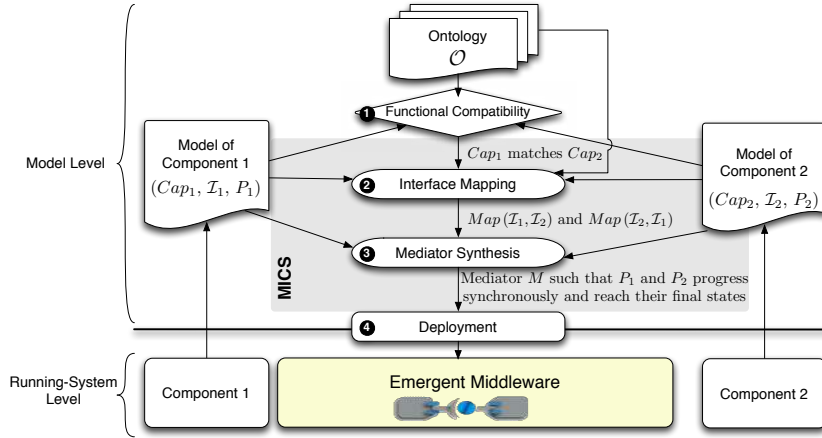 Ontology
𝒪
1 Functional Compatibility
Model of
Component 1
(Cap₁, ℐ₁, P₁)
Model of
Component 2
(Cap₂, ℐ₂, P₂)
Cap₁ matches Cap₂
Model Level
2 Interface Mapping
Map (ℐ₁,ℐ₂) and Map (ℐ₂,ℐ₁)
3 Mediator Synthesis
MICS
Mediator M such that P₁ and P₂ progress
synchronously and reach their final states
4 Deployment
Running-System
Level
Component 1
Emergent Middleware
Component 2